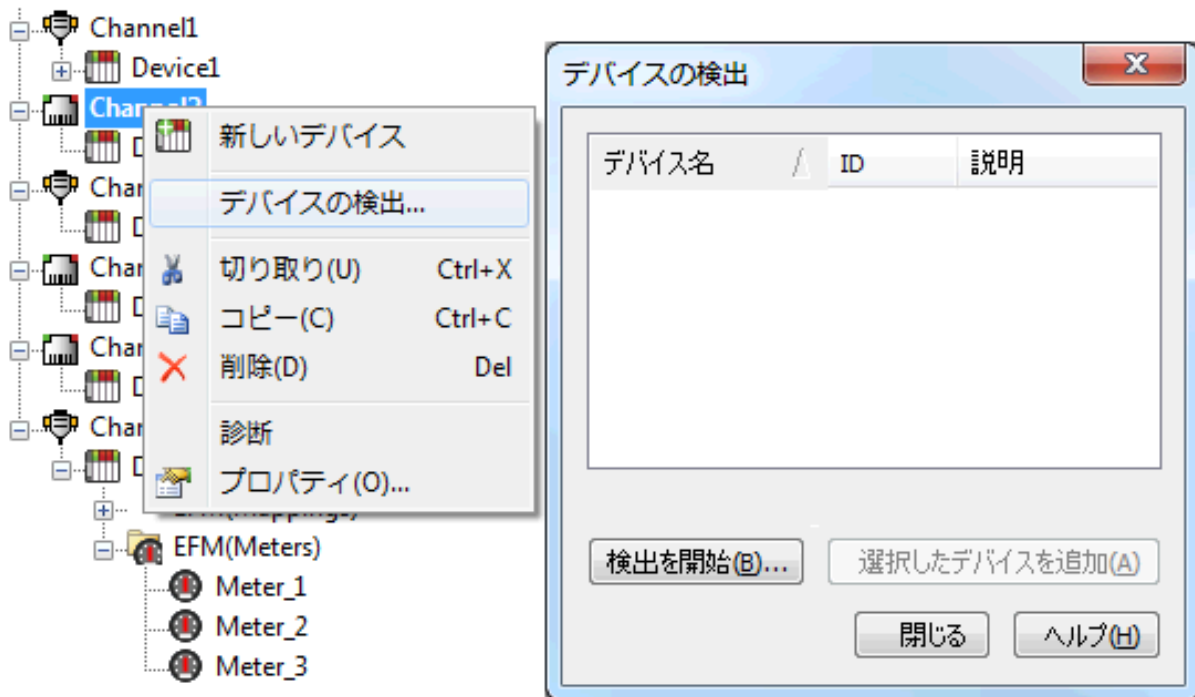 Channel1
Device1
新しいデバイス
デバイスの検出...
切り取り(U) Ctrl+X
コピー(C) Ctrl+C
削除(D) Del
診断
プロパティ(O)...
EFM(Meters)
Meter_1
Meter_2
Meter_3
デバイスの検出
デバイス名 ID 説明
検出を開始(B)... 選択したデバイスを追加(A)
閉じる ヘルプ(H)